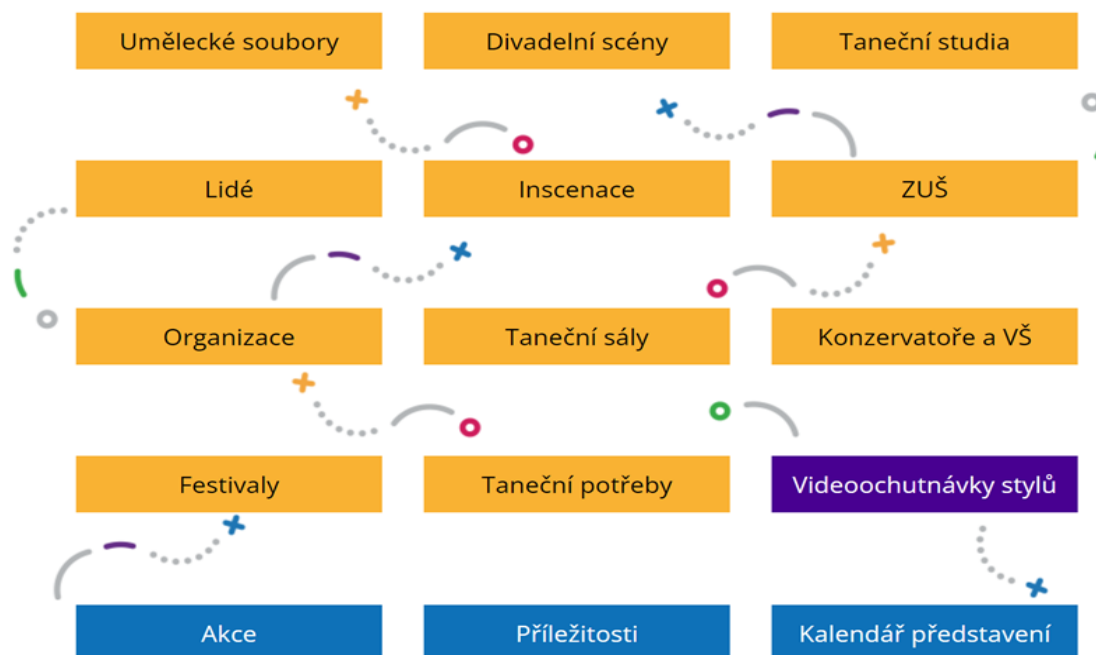 Umělecké soubory
Divadelní scény
Taneční studia
Lidé
Inscenace
ZUŠ
Organizace
Taneční sály
Konzervatoře a VŠ
Festivaly
Taneční potřeby
Videoochutnávky stylů
Akce
Příležitosti
Kalendář představení